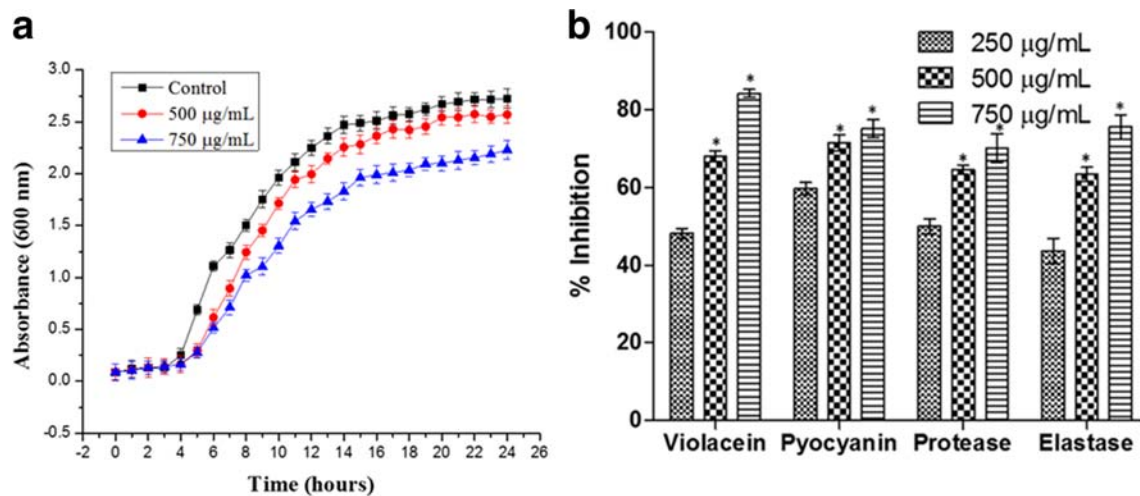 a
Absorbance (600 nm)
3.0
2.5
2.0
1.5
1.0
0.5
0.0
-0.5
Control
500 μg/mL
750 μg/mL
-2 0 2 4 6 8 10 12 14 16 18 20 22 24 26
Time (hours)
b
% Inhibition
100
80
60
40
20
0
250 μg/mL
500 μg/mL
750 μg/mL
* * * * * * * *
Violacein Pyocyanin Protease Elastase